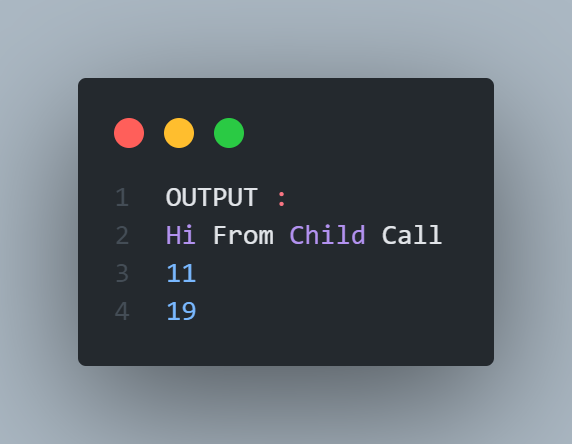 1 OUTPUT :
2 Hi From Child Call
3 11
4 19